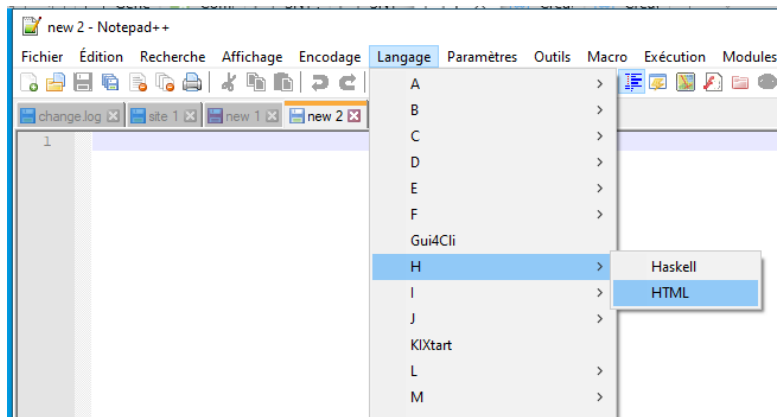 new 2 - Notepad++
Fichier Édition Recherche Affichage Encodage Langage Paramètres Outils Macro Exécution Modules
change.log site 1 new 1 new 2
1
A
B
C
D
E
F
Gui4Cli
H
Haskell
I
HTML
J
KIXtart
L
M